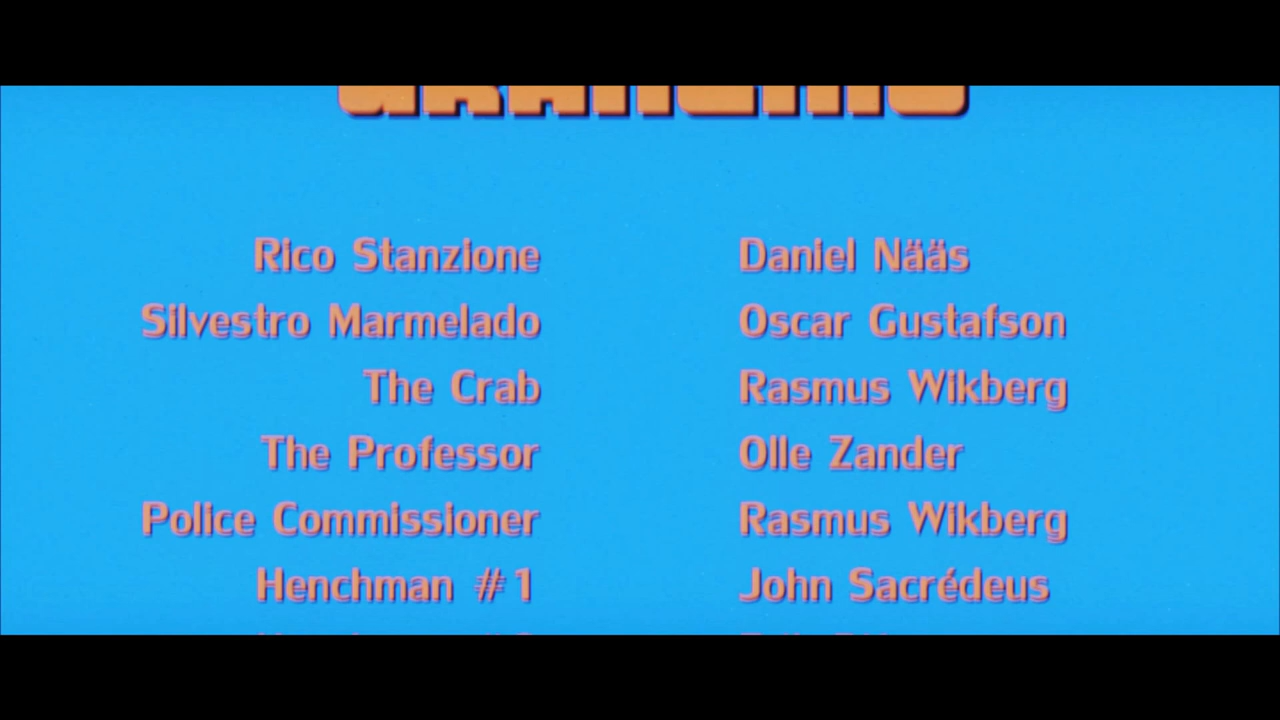 Rico Stanzione Daniel Nääs
Silvestro Marmelado Oscar Gustafson
The Crab Rasmus Wikberg
The Professor Olle Zander
Police Commissioner Rasmus Wikberg
Henchman #1 John Sacrédeus